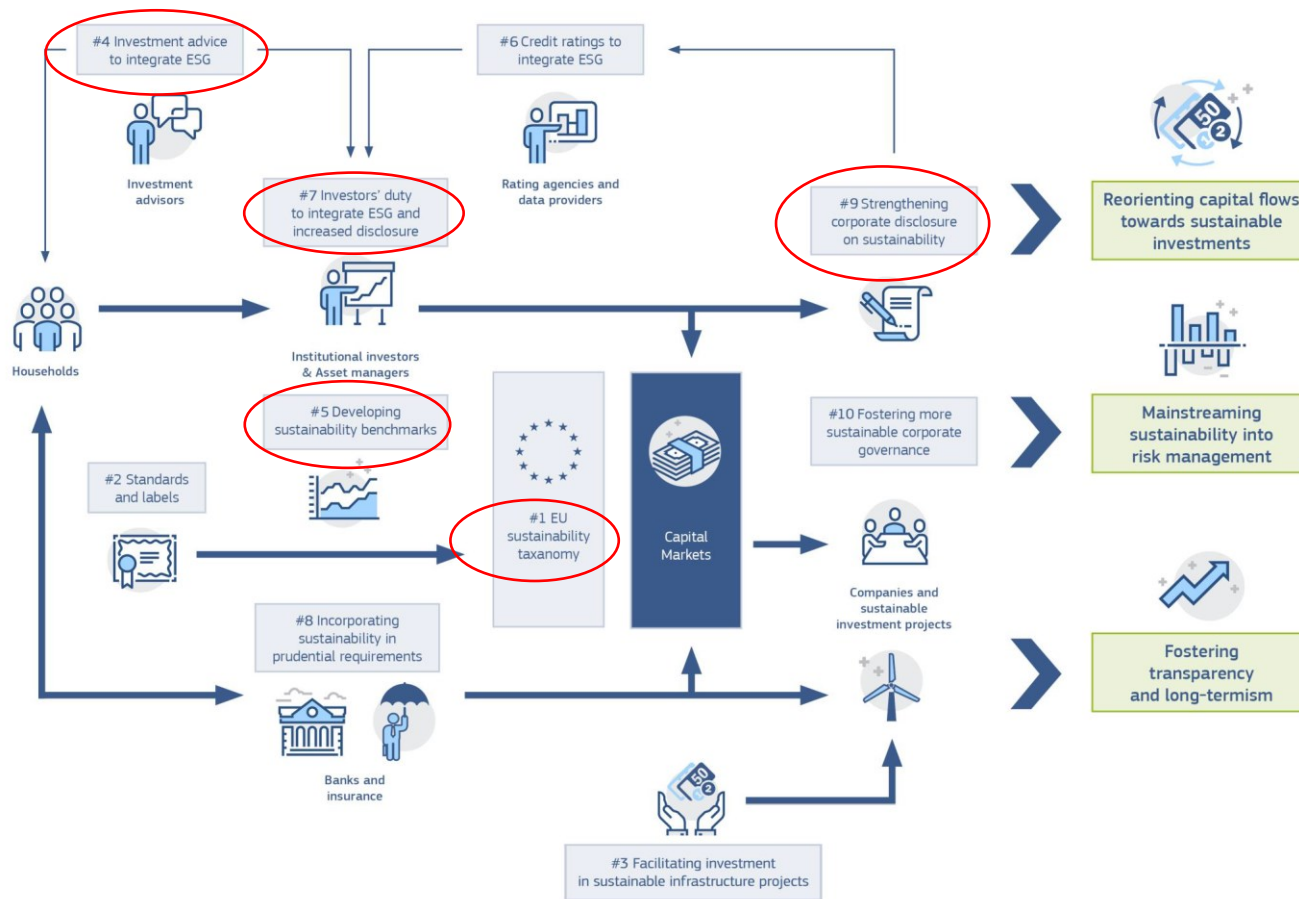 #4 Investment advice
to integrate ESG
#6 Credit ratings to
integrate ESG
50
2
Investment
advisors
#7 Investors' duty
to integrate ESG and
increased disclosure
Rating agencies and
data providers
#9 Strengthening
corporate disclosure
on sustainability
Reorienting capital flows
towards sustainable
investments
Households
Institutional investors
& Asset managers
#5 Developing
sustainability benchmarks
#10 Fostering more
sustainable corporate
governance
Mainstreaming
sustainability into
risk management
#2 Standards
and labels
#1 EU
sustainability
taxanomy
Capital
Markets
Companies and
sustainable
investment projects
#8 Incorporating
sustainability in
prudential requirements
Fostering
transparency
and long-termism
Banks and
insurance
50
2
#3 Facilitating investment
in sustainable infrastructure projects